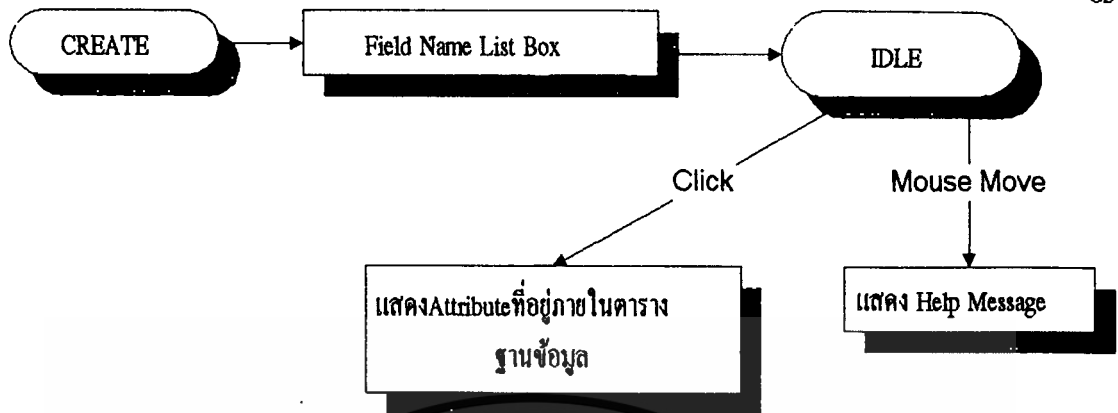 CREATE
Field Name List Box
IDLE
Click
Mouse Move
แสดงAttributeที่อยู่ภายในตาราง
ฐานข้อมูล
แสดง Help Message